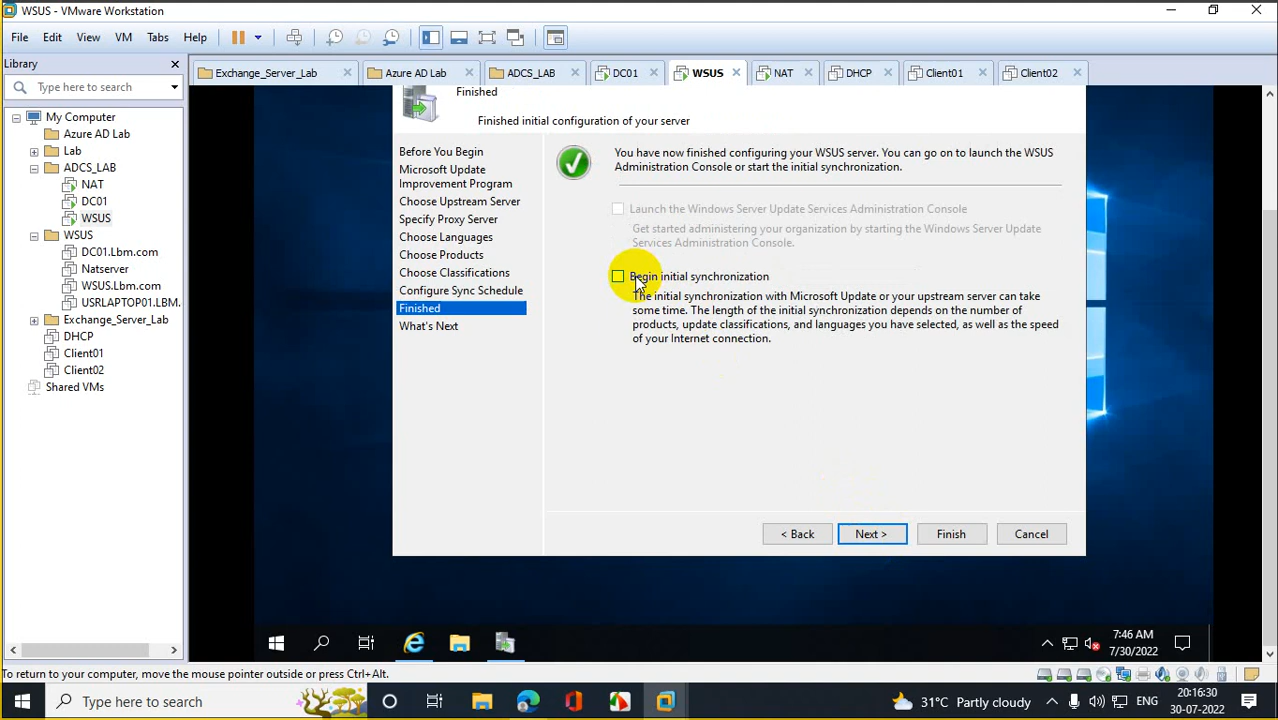 WSUS - VMware Workstation
File Edit View VM Tabs Help
Library
Type here to search
My Computer
Azure AD Lab
Lab
ADCS_LAB
NAT
DC01
WSUS
WSUS
DC01.Lbm.com
Natserver
WSUS.Lbm.com
USRLAPTOP01.LBM.
Exchange_Server_Lab
DHCP
Client01
Client02
Shared VMs
Exchange_Server_Lab Azure AD Lab ADCS_LAB DC01 WSUS NAT DHCP Client01 Client02
Finished
Finished initial configuration of your server
Before You Begin
Microsoft Update
Improvement Program
Choose Upstream Server
Specify Proxy Server
Choose Languages
Choose Products
Choose Classifications
Configure Sync Schedule
Finished
What's Next
You have now finished configuring your WSUS server. You can go on to launch the WSUS
Administration Console or start the initial synchronization.
Launch the Windows Server Update Services Administration Console
Get started administering your organization by starting the Windows Server Update
Services Administration Console.
Begin initial synchronization
The initial synchronization with Microsoft Update or your upstream server can take
some time. The length of the initial synchronization depends on the number of
products, update classifications, and languages you have selected, as well as the speed
of your Internet connection.
< Back Next > Finish Cancel
7:46 AM
7/30/2022
To return to your computer, move the mouse pointer outside or press Ctrl+Alt.
Type here to search
31°C Partly cloudy
ENG
20:16:30
30-07-2022